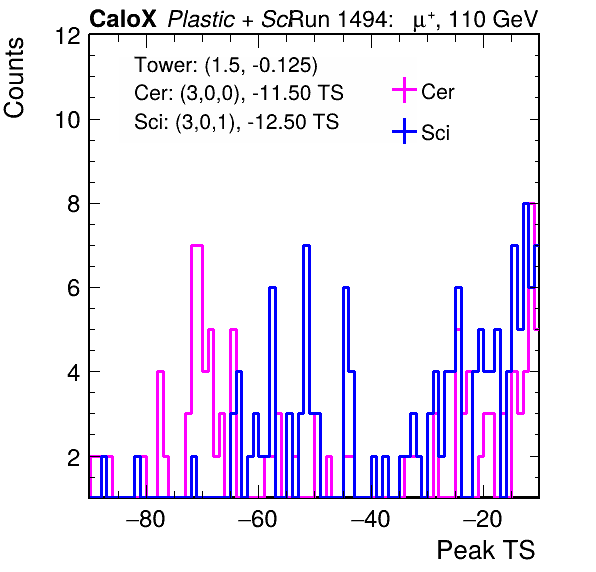 CaloX Plastic + Sci Run 1494: μ⁺, 110 GeV
Counts
12
10
8
6
4
2
Tower: (1.5, -0.125)
Cer: (3,0,0), -11.50 TS
Sci: (3,0,1), -12.50 TS
Cer
Sci
−80 −60 −40 −20
Peak TS